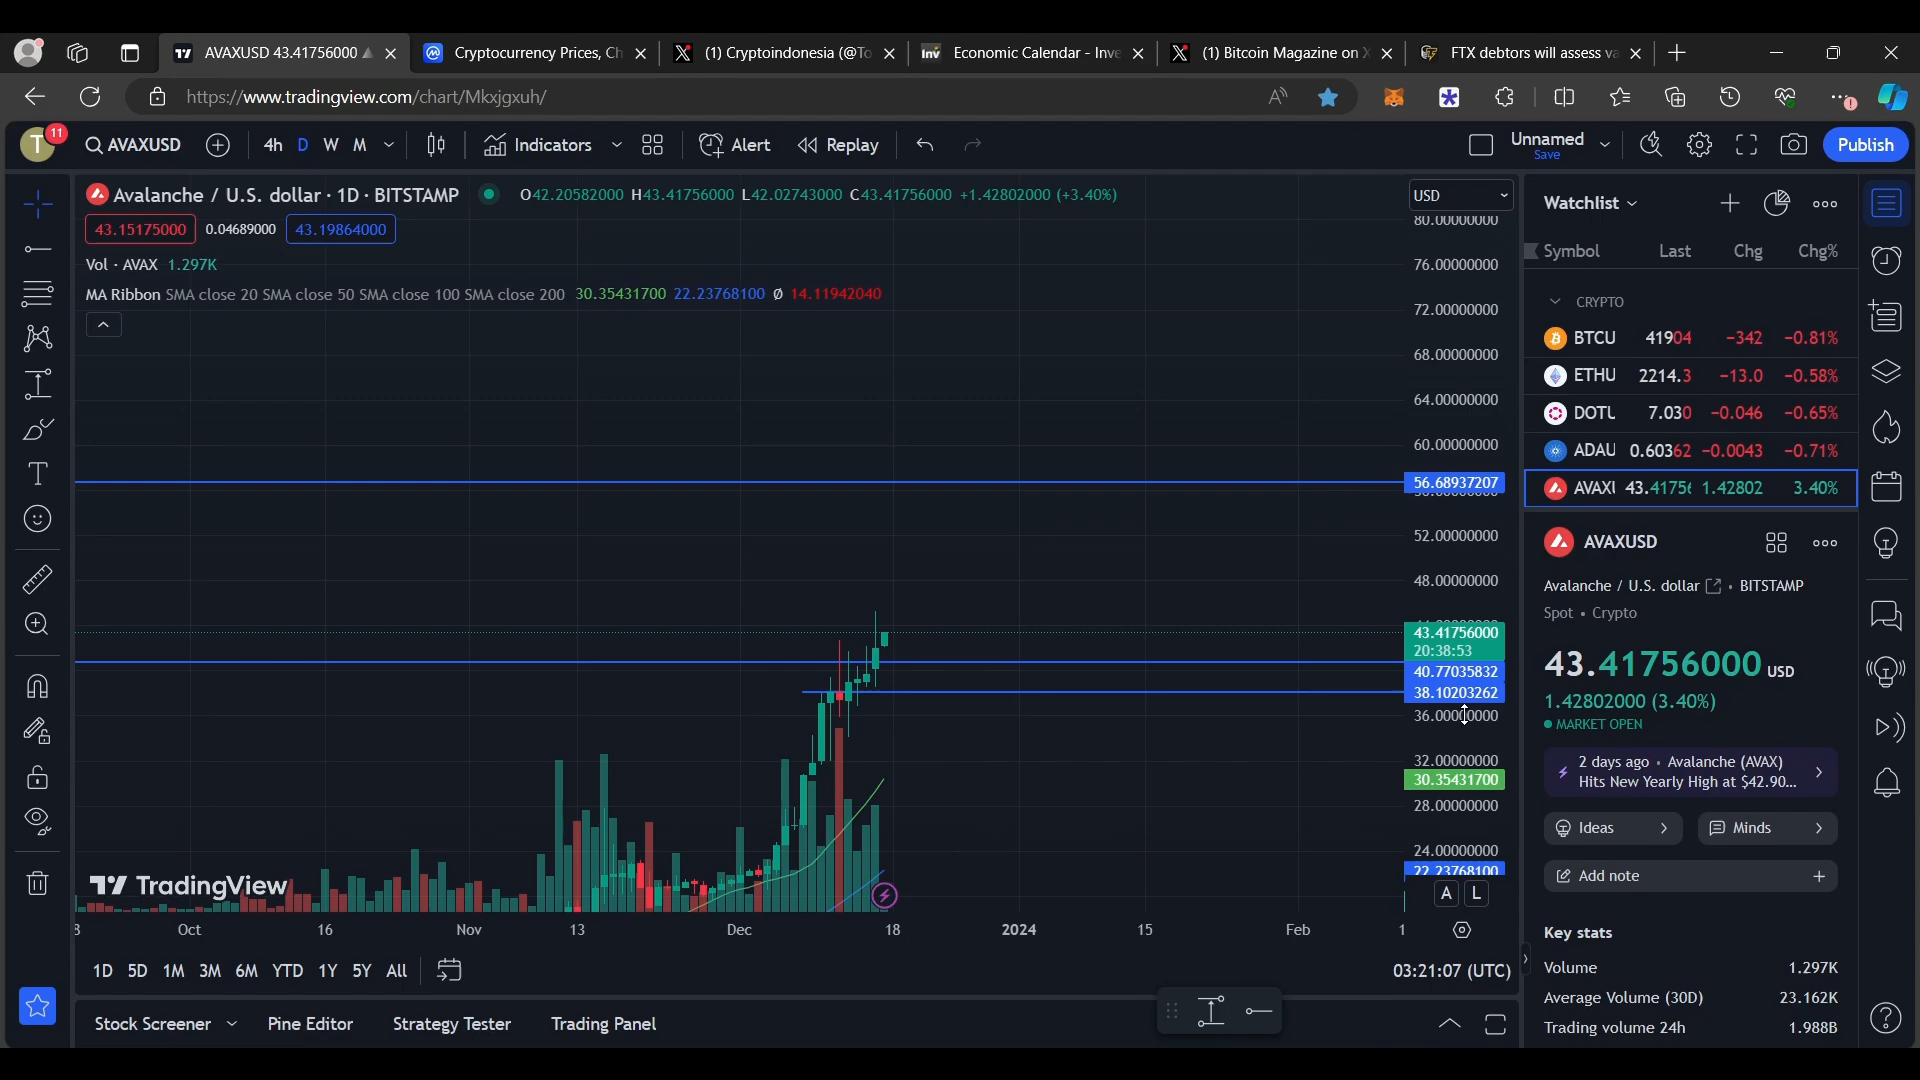 AVAXUSD 43.41756000
Cryptocurrency Prices, Ch
(1) Cryptoindonesia (@To
Inv Economic Calendar - Inve
(1) Bitcoin Magazine on X
FTX debtors will assess va
https://www.tradingview.com/chart/Mkxjgxuh/
T 11 AVAXUSD 4h D W M Indicators Alert Replay Unnamed Save Publish
Avalanche / U.S. dollar · 1D · BITSTAMP O42.20582000 H43.41756000 L42.02743000 C43.41756000 +1.42802000 (+3.40%)
43.15175000 0.04689000 43.19864000
Vol · AVAX 1.297K
MA Ribbon SMA close 20 SMA close 50 SMA close 100 SMA close 200 30.35431700 22.23768100 Ø 14.11942040
USD
80.00000000
76.00000000
72.00000000
68.00000000
64.00000000
60.00000000
56.68937207
52.00000000
48.00000000
43.41756000
20:38:53
40.77035832
38.10203262
36.00000000
32.00000000
30.35431700
28.00000000
24.00000000
22.23768100
A L
TradingView
Oct 16 Nov 13 Dec 18 2024 15 Feb 1
1D 5D 1M 3M 6M YTD 1Y 5Y All
03:21:07 (UTC)
Stock Screener Pine Editor Strategy Tester Trading Panel
Watchlist
Symbol Last Chg Chg%
CRYPTO
BTCU 41904 −342 −0.81%
ETHU 2214.3 −13.0 −0.58%
DOTU 7.030 −0.046 −0.65%
ADAU 0.60362 −0.0043 −0.71%
AVAXU 43.41756 1.42802 3.40%
AVAXUSD
Avalanche / U.S. dollar • BITSTAMP
Spot • Crypto
43.41756000 USD
1.42802000 (3.40%)
MARKET OPEN
2 days ago • Avalanche (AVAX)
Hits New Yearly High at $42.90...
Ideas Minds
Add note
Key stats
Volume 1.297K
Average Volume (30D) 23.162K
Trading volume 24h 1.988B